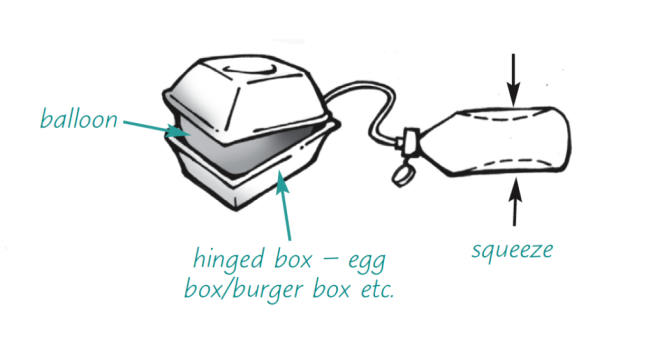 balloon
hinged box – egg
box/burger box etc.
squeeze